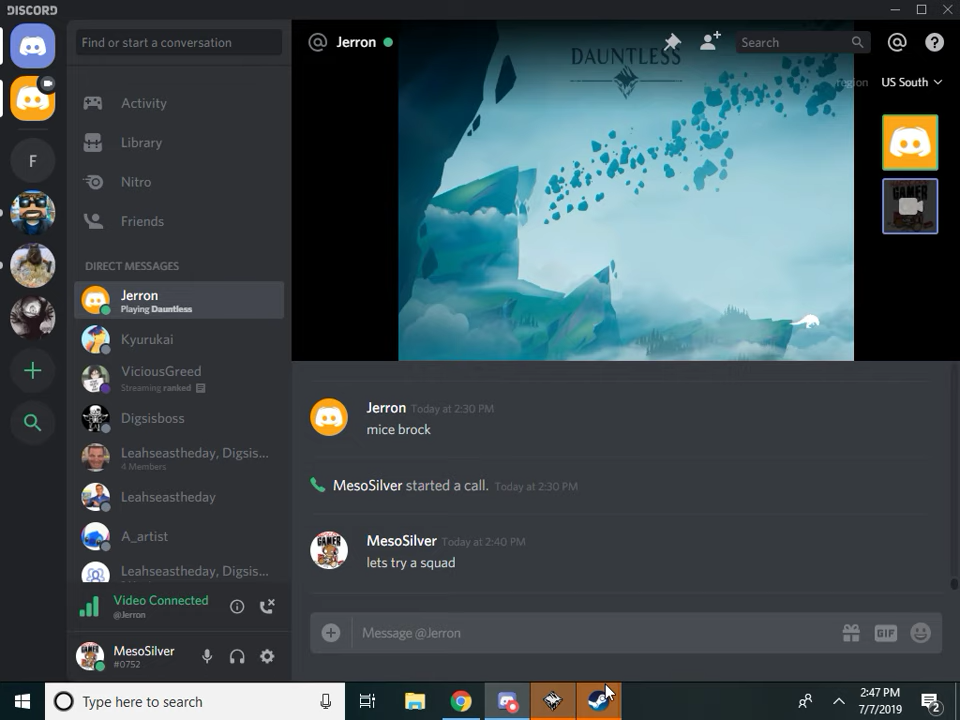 DISCORD
Find or start a conversation
Activity
Library
Nitro
Friends
DIRECT MESSAGES
Jerron
Playing Dauntless
Kyurukai
ViciousGreed
Streaming ranked
Digsisboss
Leahseastheday, Digsis...
4 Members
Leahseastheday
A_artist
Leahseastheday, Digsis...
Video Connected
@Jerron
MesoSilver
#0752
F
Jerron
Search
DAUNTLESS
region
US South
GAMER
Jerron Today at 2:30 PM
mice brock
MesoSilver started a call. Today at 2:30 PM
MesoSilver Today at 2:40 PM
lets try a squad
Message @Jerron
GIF
Type here to search
2:47 PM
7/7/2019
2